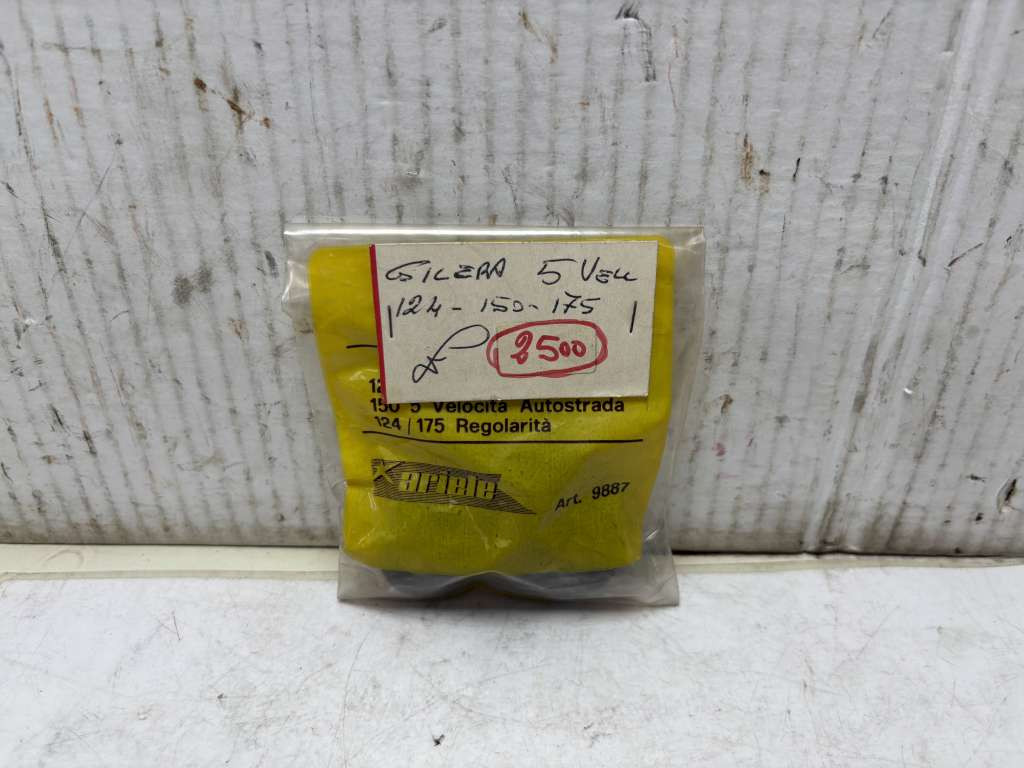 GILERA 5 VEL
124 - 150 - 175
2500
150 5 Velocità Autostrada
124/175 Regolarità
ariete
Art. 9887